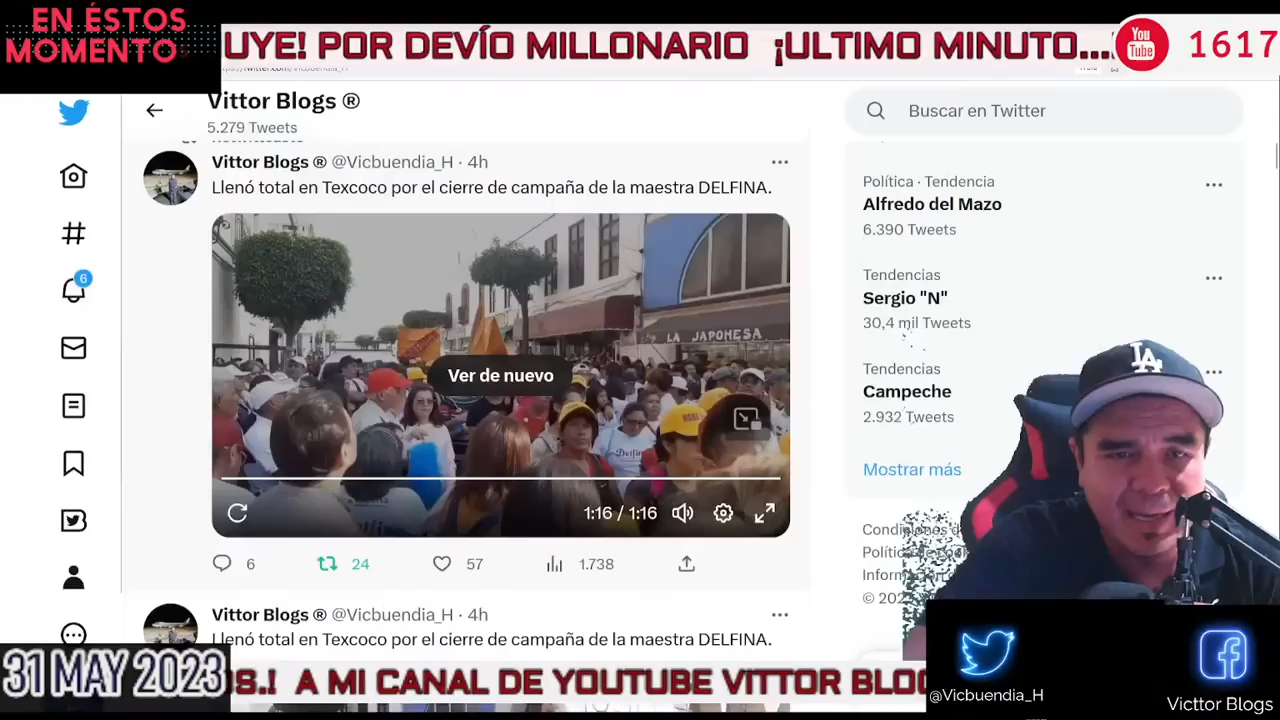 EN ÉSTOS
MOMENTO
UYE! POR DEVÍO MILLONARIO ¡ULTIMO MINUTO...
You
Tube
1617
Vittor Blogs ®
5.279 Tweets
Buscar en Twitter
Vittor Blogs ® @Vicbuendia_H · 4h
Llenó total en Texcoco por el cierre de campaña de la maestra DELFINA.
LA JAPONESA
Ver de nuevo
1:16 / 1:16
6
24
57
1.738
Vittor Blogs ® @Vicbuendia_H · 4h
Llenó total en Texcoco por el cierre de campaña de la maestra DELFINA.
6
Política · Tendencia
Alfredo del Mazo
6.390 Tweets
Tendencias
Sergio "N"
30,4 mil Tweets
Tendencias
Campeche
2.932 Tweets
Mostrar más
LA
31 MAY 2023
S.! A MI CANAL DE YOUTUBE VITTOR BLO
@Vicbuendia_H
Victtor Blogs